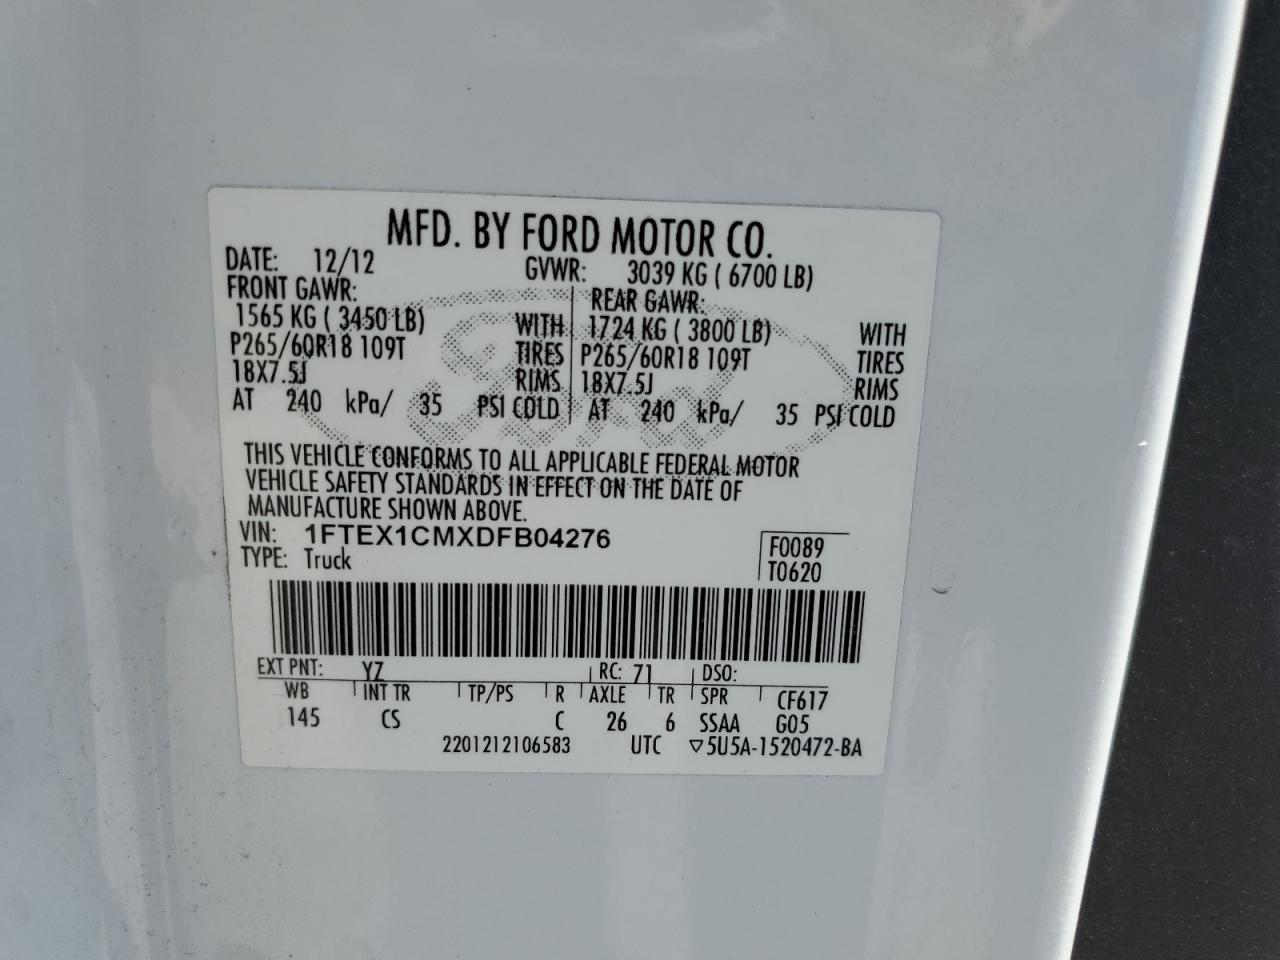 MFD. BY FORD MOTOR CO.
DATE: 12/12 GVWR: 3039 KG ( 6700 LB)
FRONT GAWR: REAR GAWR:
1565 KG ( 3450 LB) WITH 1724 KG ( 3800 LB) WITH
P265/60R18 109T TIRES P265/60R18 109T TIRES
18X7.5J RIMS 18X7.5J RIMS
AT 240 kPa/ 35 PSI COLD AT 240 kPa/ 35 PSI COLD
THIS VEHICLE CONFORMS TO ALL APPLICABLE FEDERAL MOTOR
VEHICLE SAFETY STANDARDS IN EFFECT ON THE DATE OF
MANUFACTURE SHOWN ABOVE.
VIN: 1FTEX1CMXDFB04276 F0089
TYPE: Truck T0620
EXT PNT: YZ RC: 71 DSO:
WB INT TR TP/PS R AXLE TR SPR CF617
145 CS C 26 6 SSAA G05
2201212106583 UTC ▽5U5A-1520472-BA
Ford